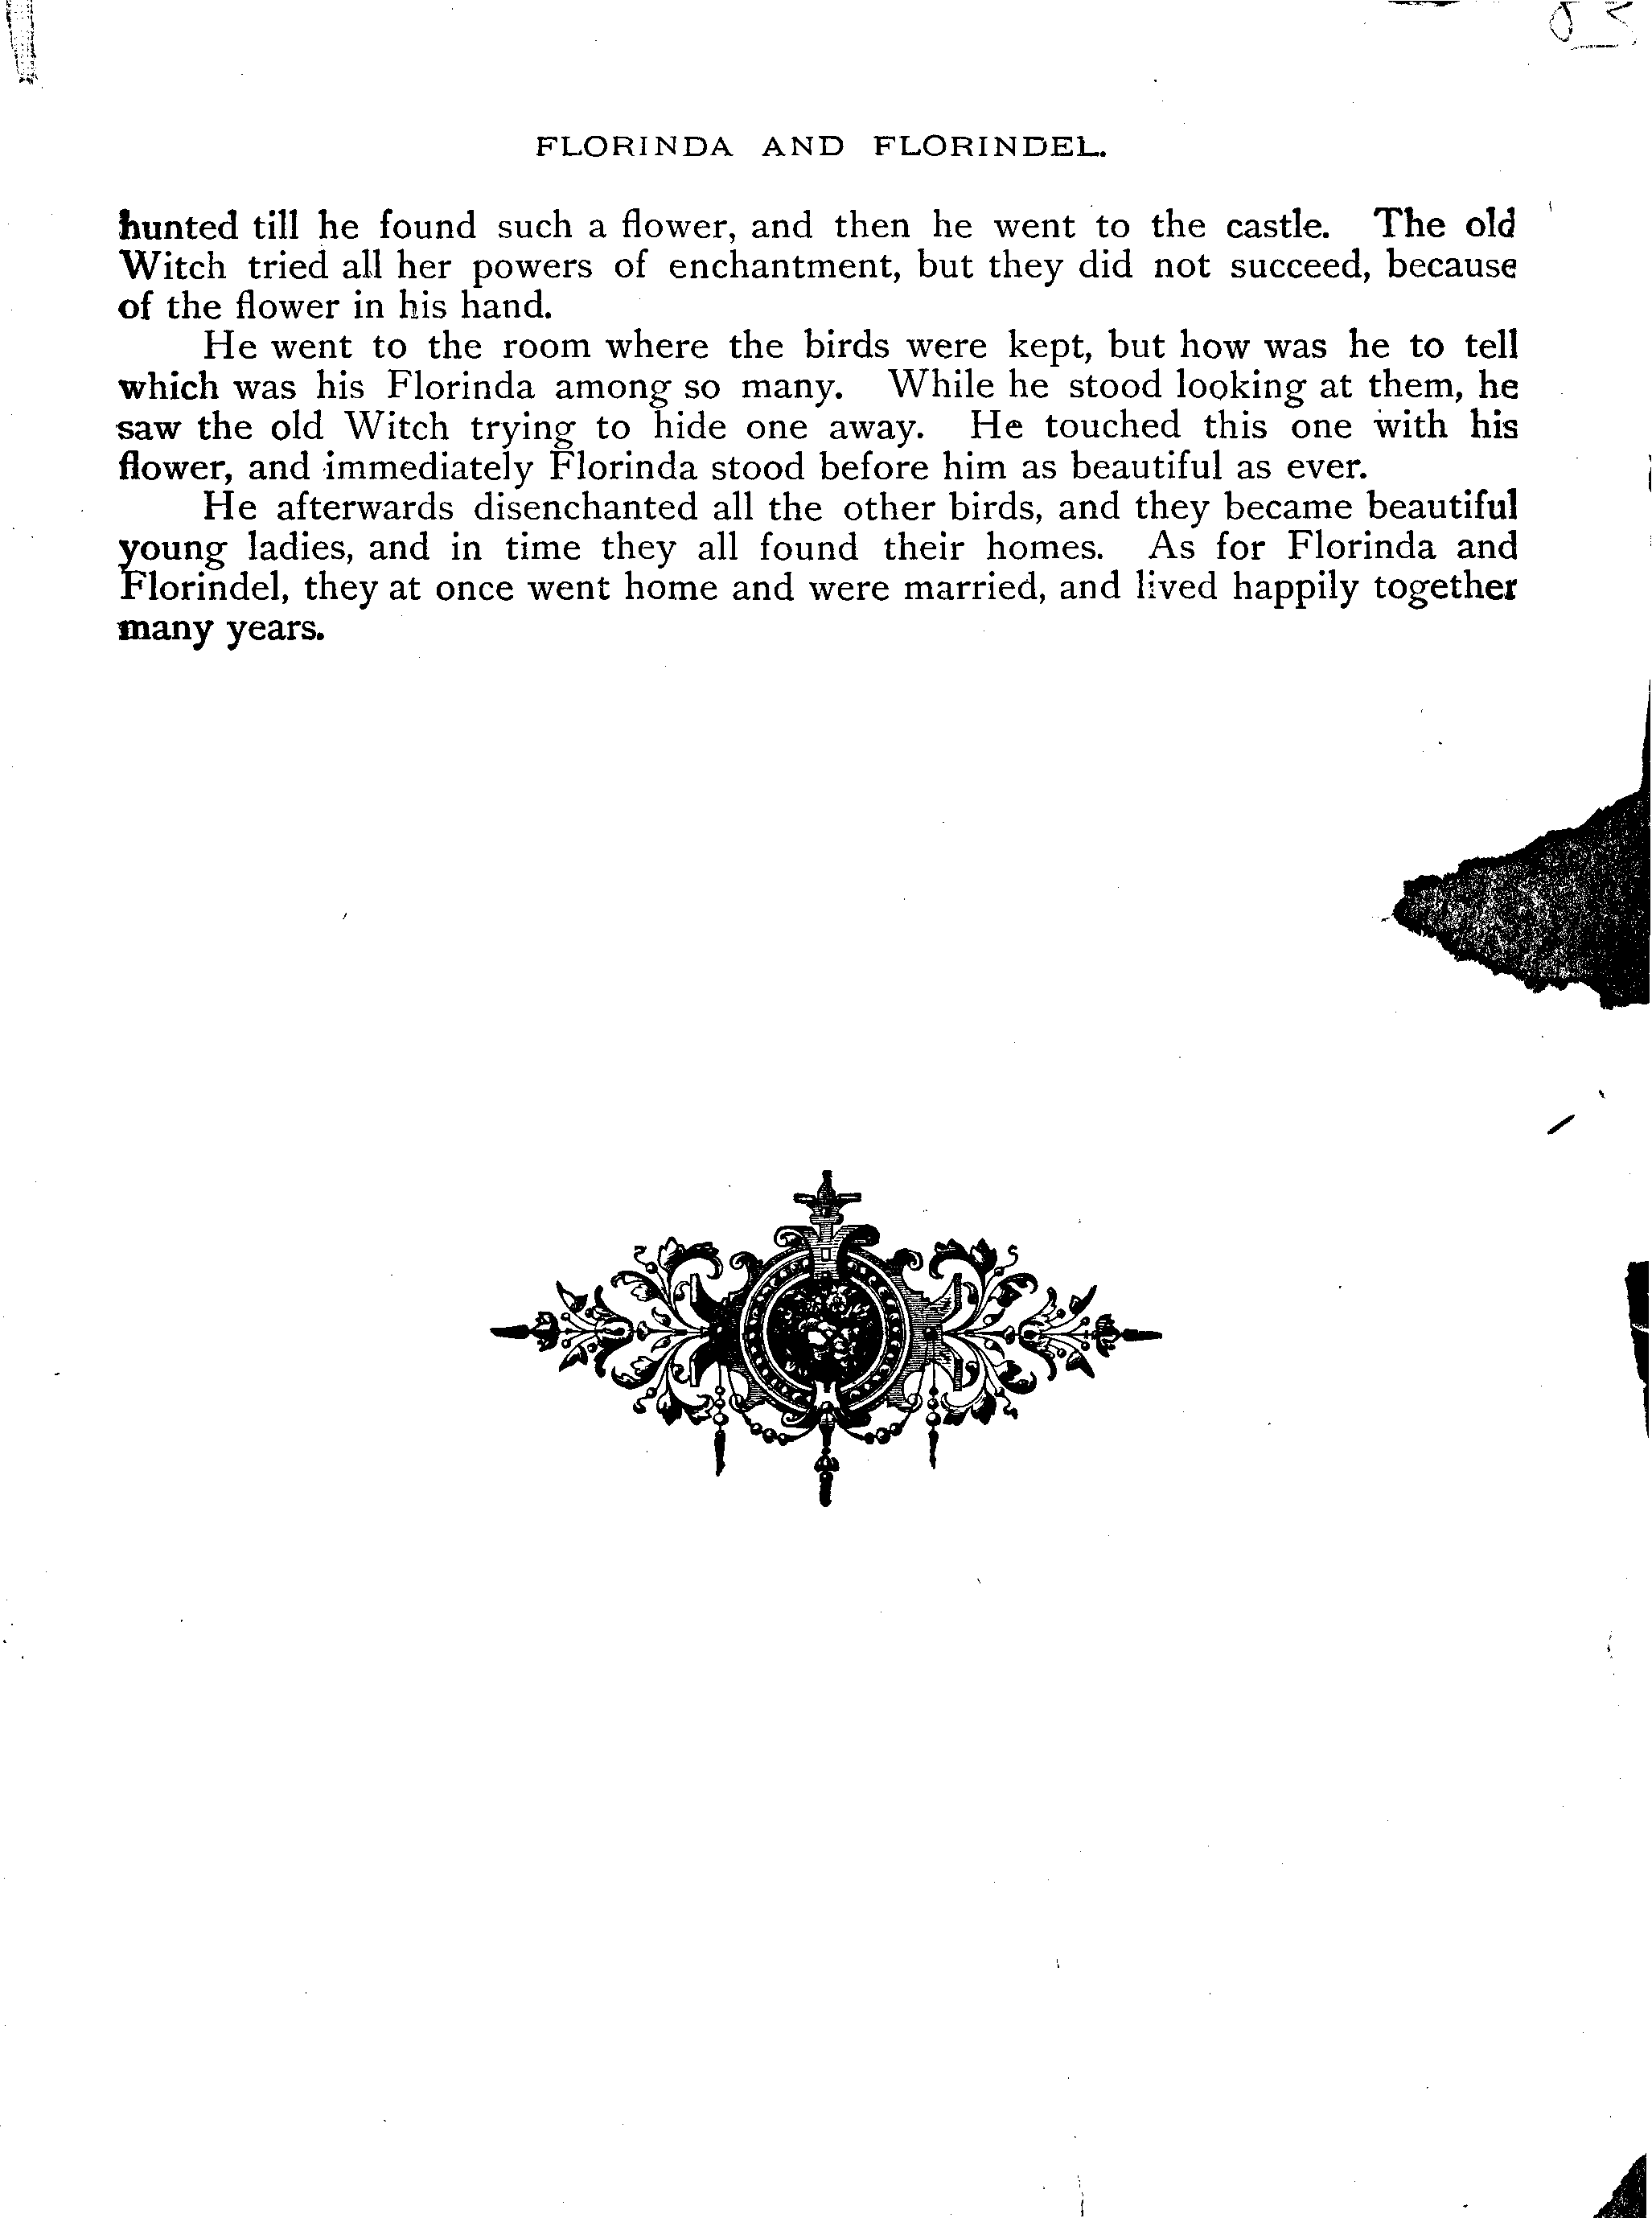 FLORINDA AND FLORINDEL.
hunted till he found such a flower, and then he went to the castle. The old
Witch tried all her powers of enchantment, but they did not succeed, because
of the flower in his hand.
He went to the room where the birds were kept, but how was he to tell
which was his Florinda among so many. While he stood looking at them, he
saw the old Witch trying to hide one away. He touched this one with his
flower, and immediately Florinda stood before him as beautiful as ever.
He afterwards disenchanted all the other birds, and they became beautiful
young ladies, and in time they all found their homes. As for Florinda and
Florindel, they at once went home and were married, and lived happily together
many years.